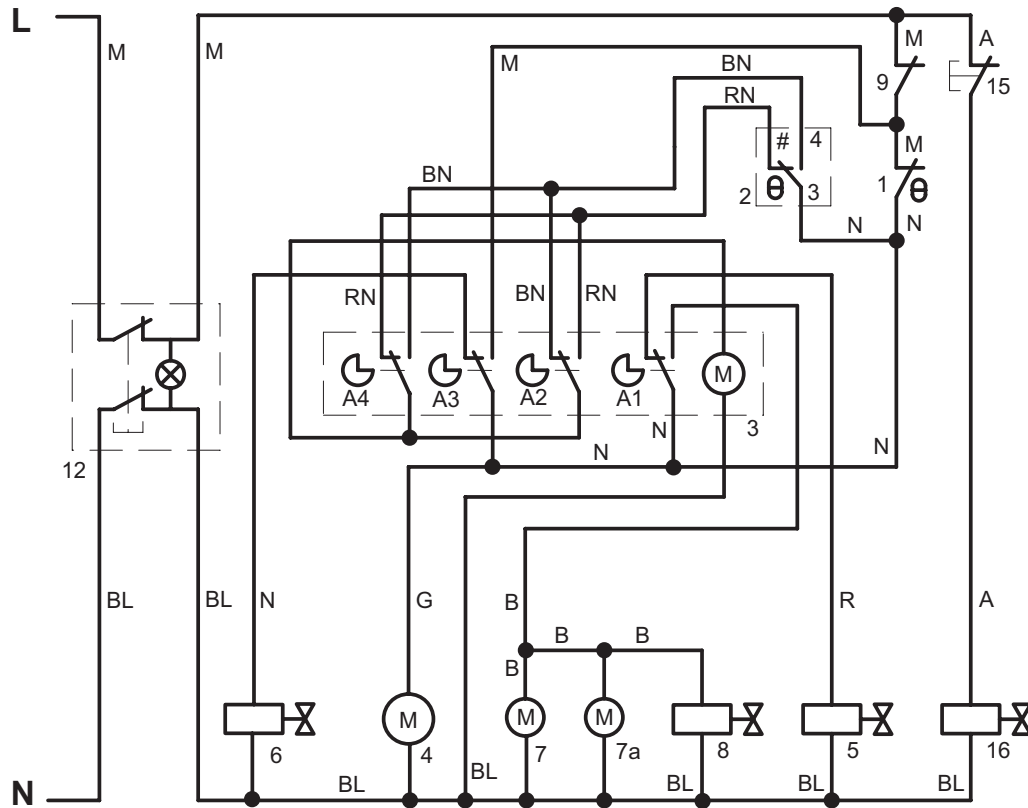 L
M M M BN M A
9 15
RN
# 4 M
BN
2 3 1
N N
RN BN RN
M
A4 A3 A2 A1
3
N
N N
12
BL BL N G B R A
B B
B
M M M
6 4 7 7a 8 5 16
N
BL BL BL BL BL